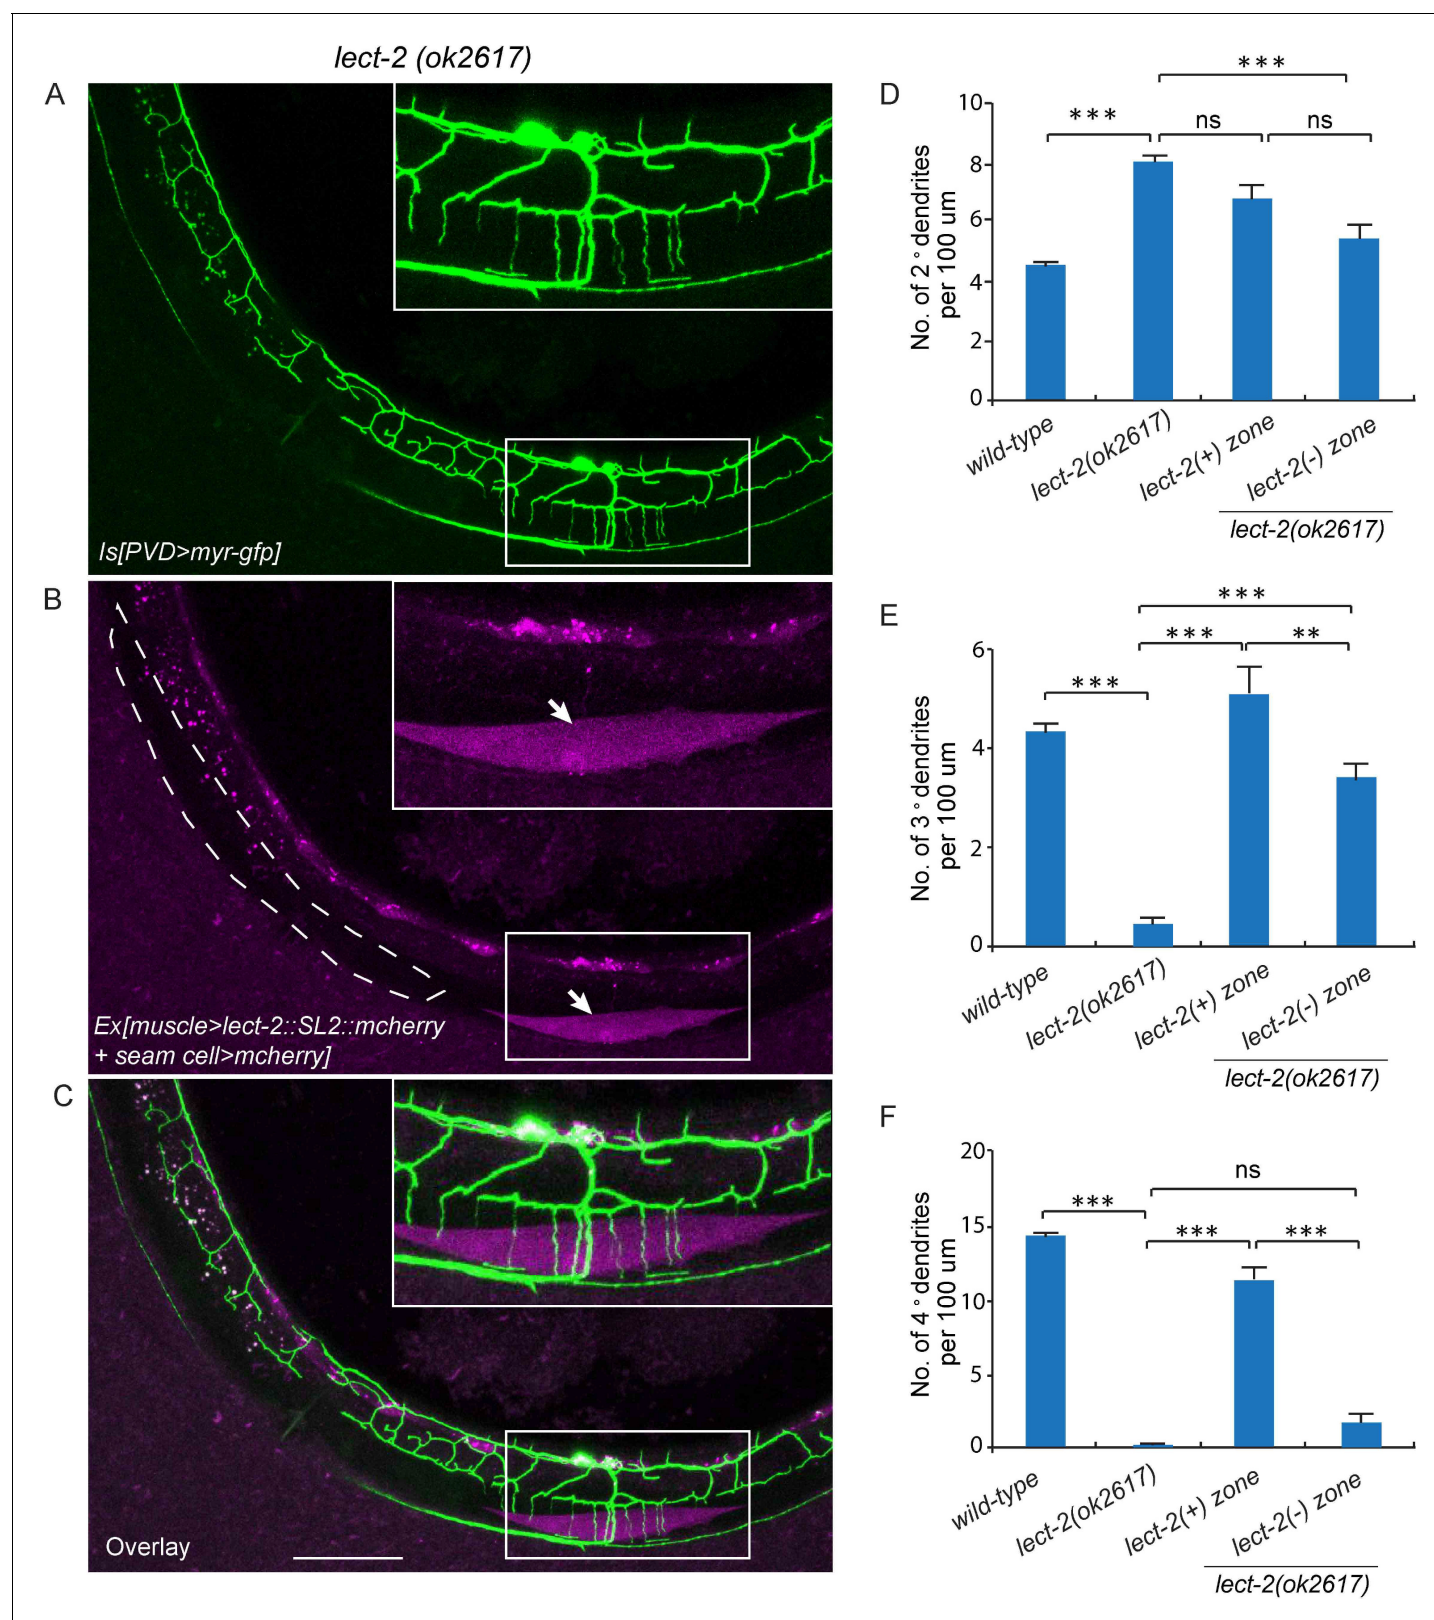 lect-2 (ok2617)
A
Is[PVD>myr-gfp]
B
Ex[muscle>lect-2::SL2::mcherry
+ seam cell>mcherry]
C
Overlay
D
No. of 2 ° dendrites
per 100 um
10
8
6
4
2
0
***
***
ns
ns
wild-type
lect-2(ok2617)
lect-2(+) zone
lect-2(-) zone
lect-2(ok2617)
E
No. of 3 ° dendrites
per 100 um
6
4
2
0
***
***
**
***
wild-type
lect-2(ok2617)
lect-2(+) zone
lect-2(-) zone
lect-2(ok2617)
F
No. of 4 ° dendrites
per 100 um
20
15
10
5
0
ns
***
***
***
wild-type
lect-2(ok2617)
lect-2(+) zone
lect-2(-) zone
lect-2(ok2617)